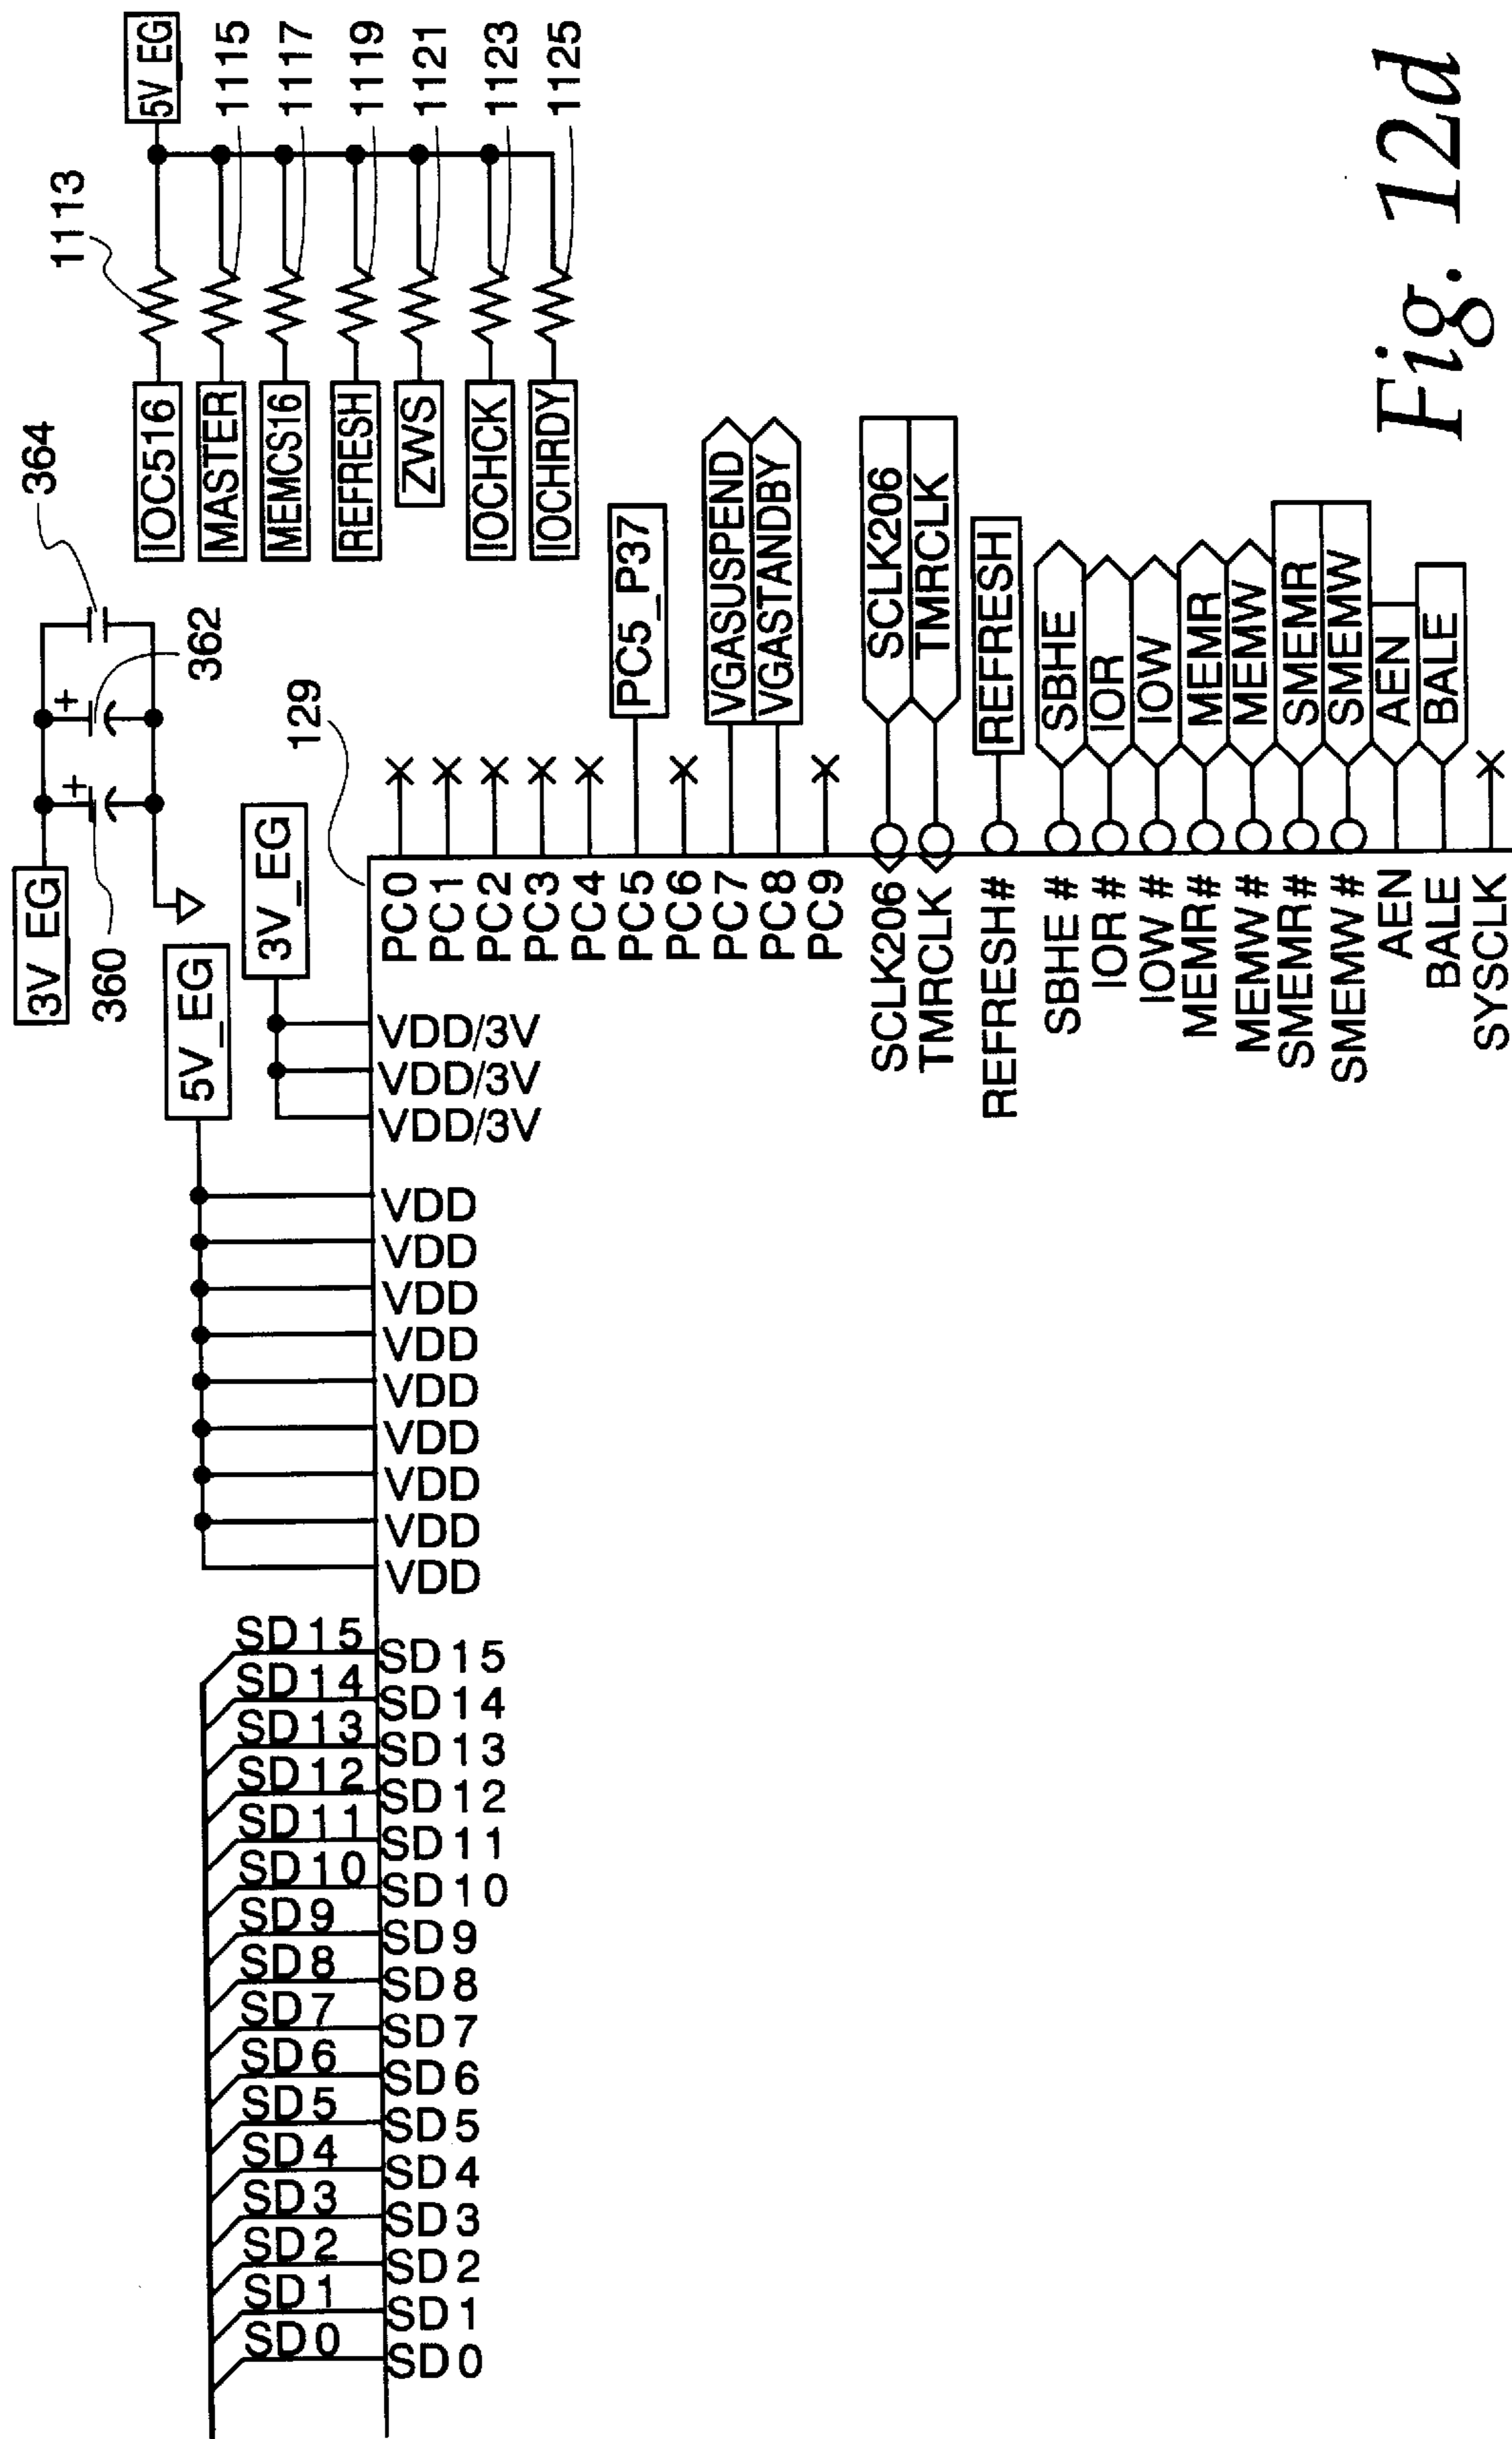 3V_EG
360
362
364
5V_EG
1113
1115
1117
1119
1121
1123
1125
IOC516
MASTER
MEMCS16
REFRESH
ZWS
IOCHCK
IOCHRDY
5V_EG
3V_EG
129
SD15
SD14
SD13
SD12
SD11
SD10
SD9
SD8
SD7
SD6
SD5
SD4
SD3
SD2
SD1
SD0
SD15
SD14
SD13
SD12
SD11
SD10
SD9
SD8
SD7
SD6
SD5
SD4
SD3
SD2
SD1
SD0
VDD
VDD
VDD
VDD
VDD
VDD
VDD
VDD
VDD
VDD/3V
VDD/3V
VDD/3V
PC0
PC1
PC2
PC3
PC4
PC5 PC5_P37
PC6
PC7 VGASUSPEND
PC8 VGASTANDBY
PC9
SCLK206 SCLK206
TMRCLK TMRCLK
REFRESH# REFRESH
SBHE # SBHE
IOR # IOR
IOW # IOW
MEMR# MEMR
MEMW# MEMW
SMEMR# SMEMR
SMEMW # SMEMW
AEN AEN
BALE BALE
SYSCLK
Fig. 12d